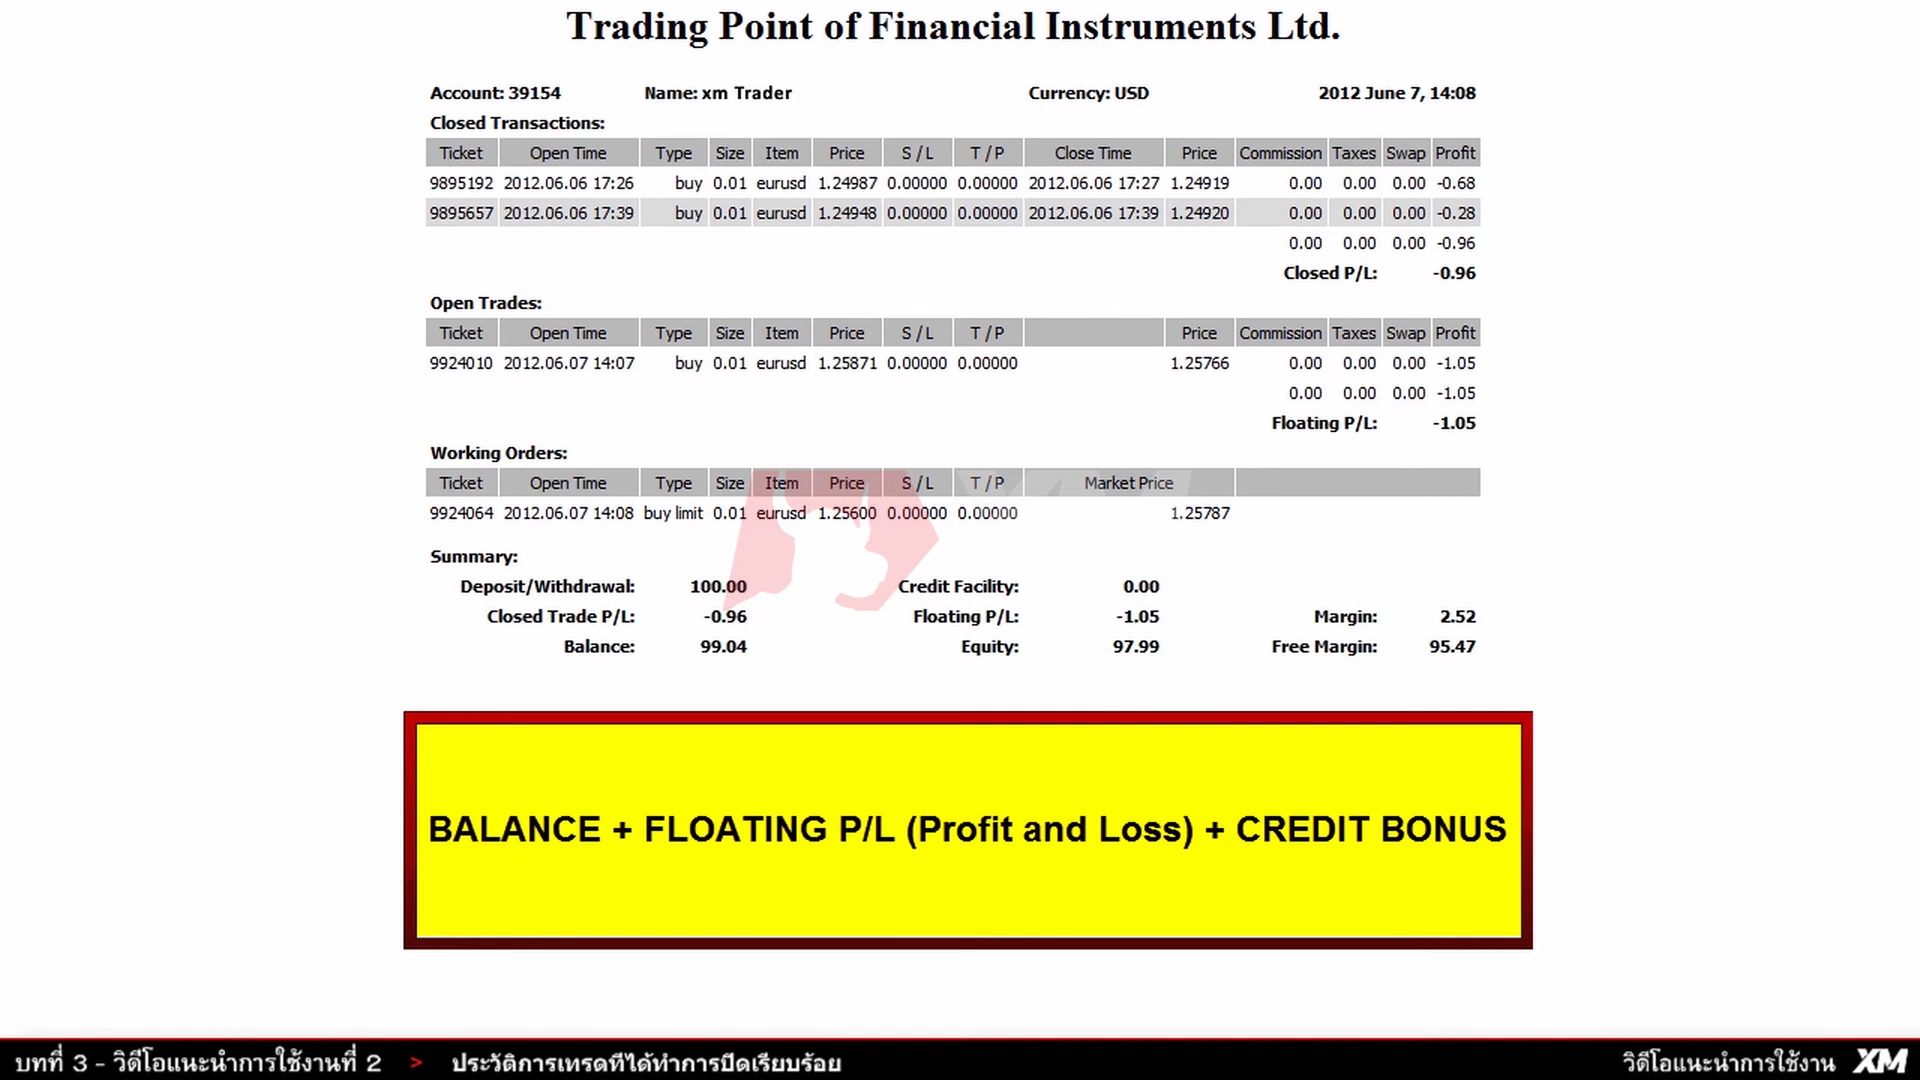 Trading Point of Financial Instruments Ltd.
Account: 39154 Name: xm Trader Currency: USD 2012 June 7, 14:08
Closed Transactions:
Ticket Open Time Type Size Item Price S / L T / P Close Time Price Commission Taxes Swap Profit
9895192 2012.06.06 17:26 buy 0.01 eurusd 1.24987 0.00000 0.00000 2012.06.06 17:27 1.24919 0.00 0.00 0.00 -0.68
9895657 2012.06.06 17:39 buy 0.01 eurusd 1.24948 0.00000 0.00000 2012.06.06 17:39 1.24920 0.00 0.00 0.00 -0.28
0.00 0.00 0.00 -0.96
Closed P/L: -0.96
Open Trades:
Ticket Open Time Type Size Item Price S / L T / P Price Commission Taxes Swap Profit
9924010 2012.06.07 14:07 buy 0.01 eurusd 1.25871 0.00000 0.00000 1.25766 0.00 0.00 0.00 -1.05
0.00 0.00 0.00 -1.05
Floating P/L: -1.05
Working Orders:
Ticket Open Time Type Size Item Price S / L T / P Market Price
9924064 2012.06.07 14:08 buy limit 0.01 eurusd 1.25600 0.00000 0.00000 1.25787
Summary:
Deposit/Withdrawal: 100.00 Credit Facility: 0.00
Closed Trade P/L: -0.96 Floating P/L: -1.05 Margin: 2.52
Balance: 99.04 Equity: 97.99 Free Margin: 95.47
BALANCE + FLOATING P/L (Profit and Loss) + CREDIT BONUS
บทที่ 3 - วิดีโอแนะนำการใช้งานที่ 2 > ประวัติการเทรดที่ได้ทำการปิดเรียบร้อย วิดีโอแนะนำการใช้งาน XM